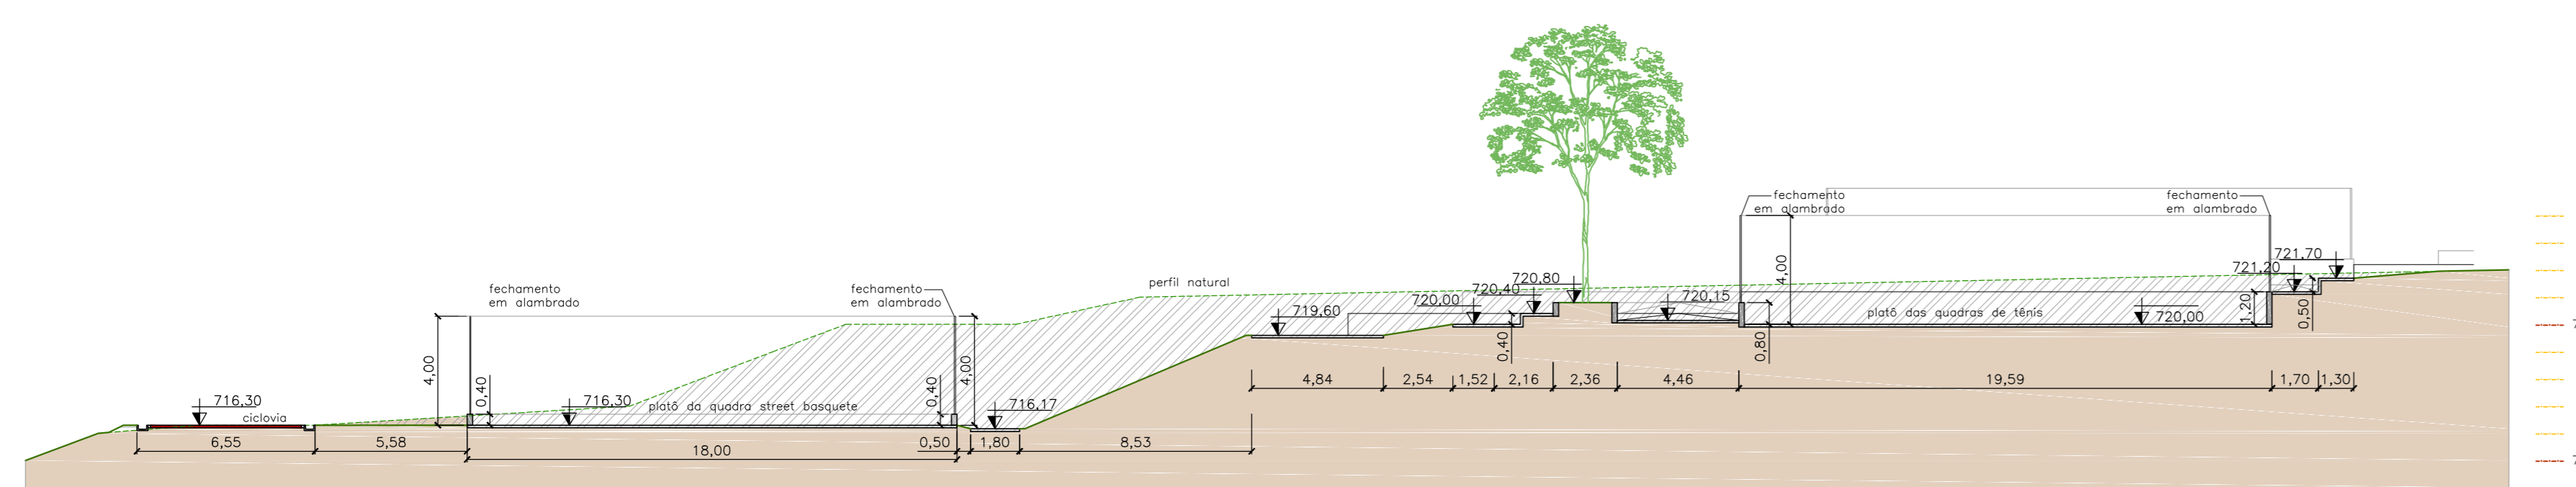 fechamento
em alambrado
fechamento
em alambrado
721,70
721,20
perfil natural
720,80
720,40
720,00
720,15
719,60
4,00
1,20
0,50
platô das quadras de tênis
720,00
fechamento
em alambrado
fechamento
em alambrado
0,40
0,80
4,00
0,40
0,40
4,00
4,84
2,54
1,52
2,16
2,36
4,46
19,59
1,70
1,30
716,30
ciclovia
716,30
platô da quadra street basquete
716,17
6,55
5,58
18,00
0,50
1,80
8,53